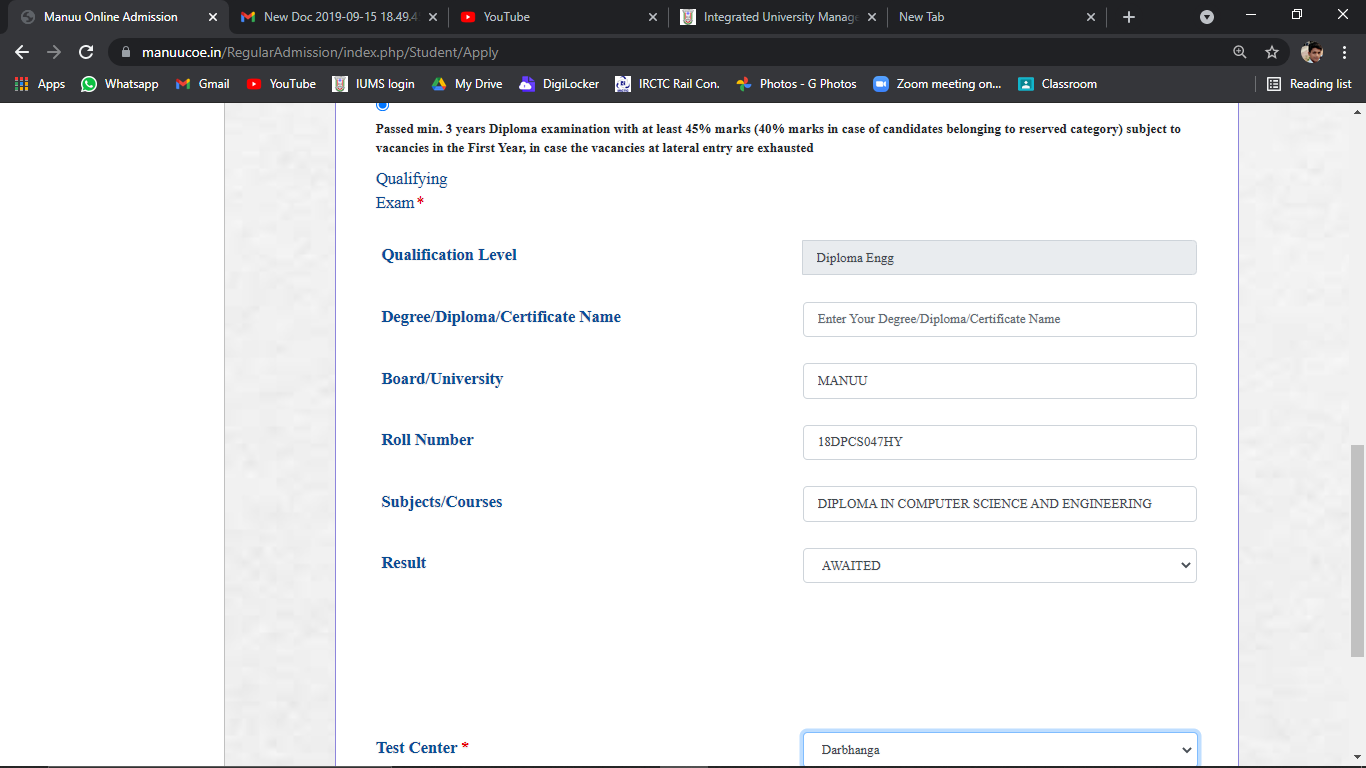 Manuu Online Admission
New Doc 2019-09-15 18.49.4
YouTube
Integrated University Manage
New Tab
manuucoe.in/RegularAdmission/index.php/Student/Apply
Apps
Whatsapp
Gmail
YouTube
IUMS login
My Drive
DigiLocker
IRCTC Rail Con.
Photos - G Photos
Zoom meeting on...
Classroom
Reading list
Passed min. 3 years Diploma examination with at least 45% marks (40% marks in case of candidates belonging to reserved category) subject to
vacancies in the First Year, in case the vacancies at lateral entry are exhausted
Qualifying
Exam*
Qualification Level
Diploma Engg
Degree/Diploma/Certificate Name
Enter Your Degree/Diploma/Certificate Name
Board/University
MANUU
Roll Number
18DPCS047HY
Subjects/Courses
DIPLOMA IN COMPUTER SCIENCE AND ENGINEERING
Result
AWAITED
Test Center *
Darbhanga